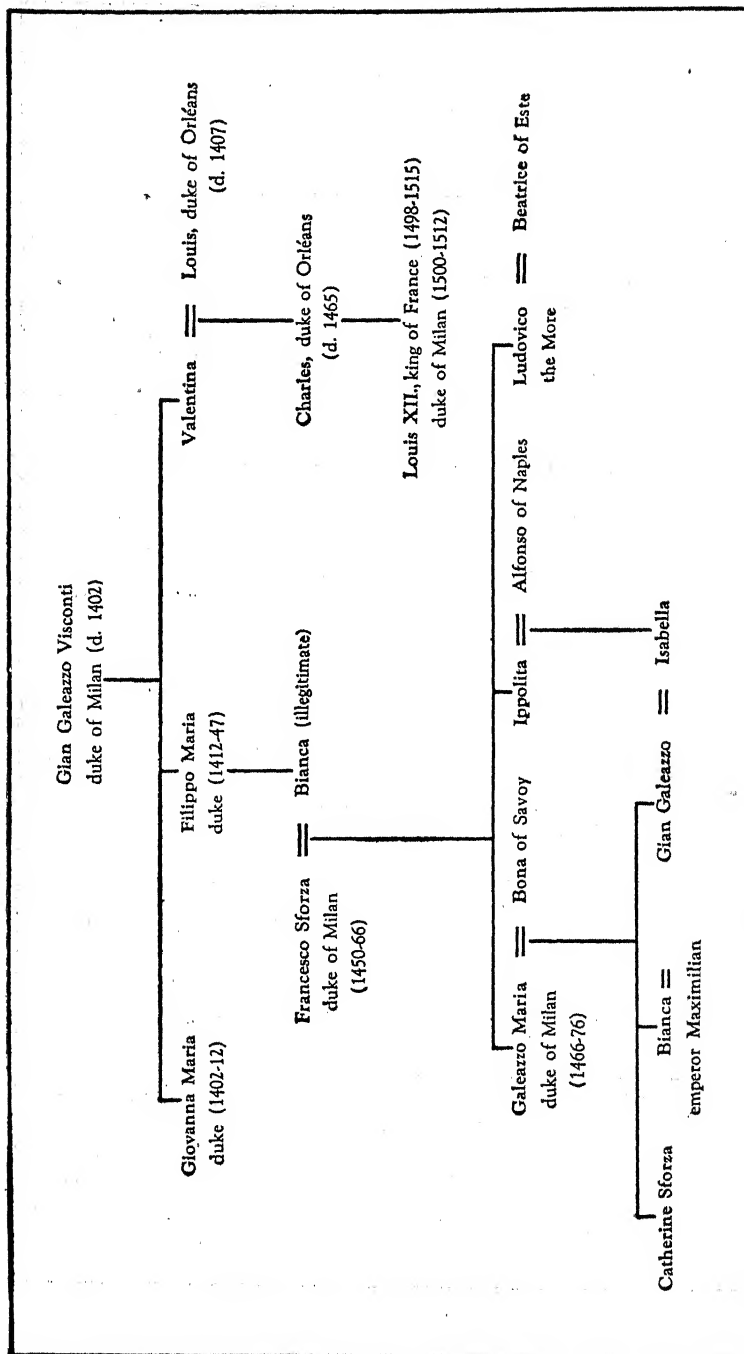 Gian Galeazzo Visconti
duke of Milan (d. 1402)
Giovanna Maria
duke (1402-12)
Filippo Maria
duke (1412-47)
Valentina = Louis, duke of Orléans
(d. 1407)
Francesco Sforza = Bianca (illegitimate)
duke of Milan
(1450-66)
Charles, duke of Orléans
(d. 1465)
Louis XII., king of France (1498-1515)
duke of Milan (1500-1512)
Galeazzo Maria = Bona of Savoy
duke of Milan
(1466-76)
Ippolita = Alfonso of Naples
Ludovico = Beatrice of Este
the More
Catherine Sforza
Bianca =
emperor Maximilian
Gian Galeazzo = Isabella